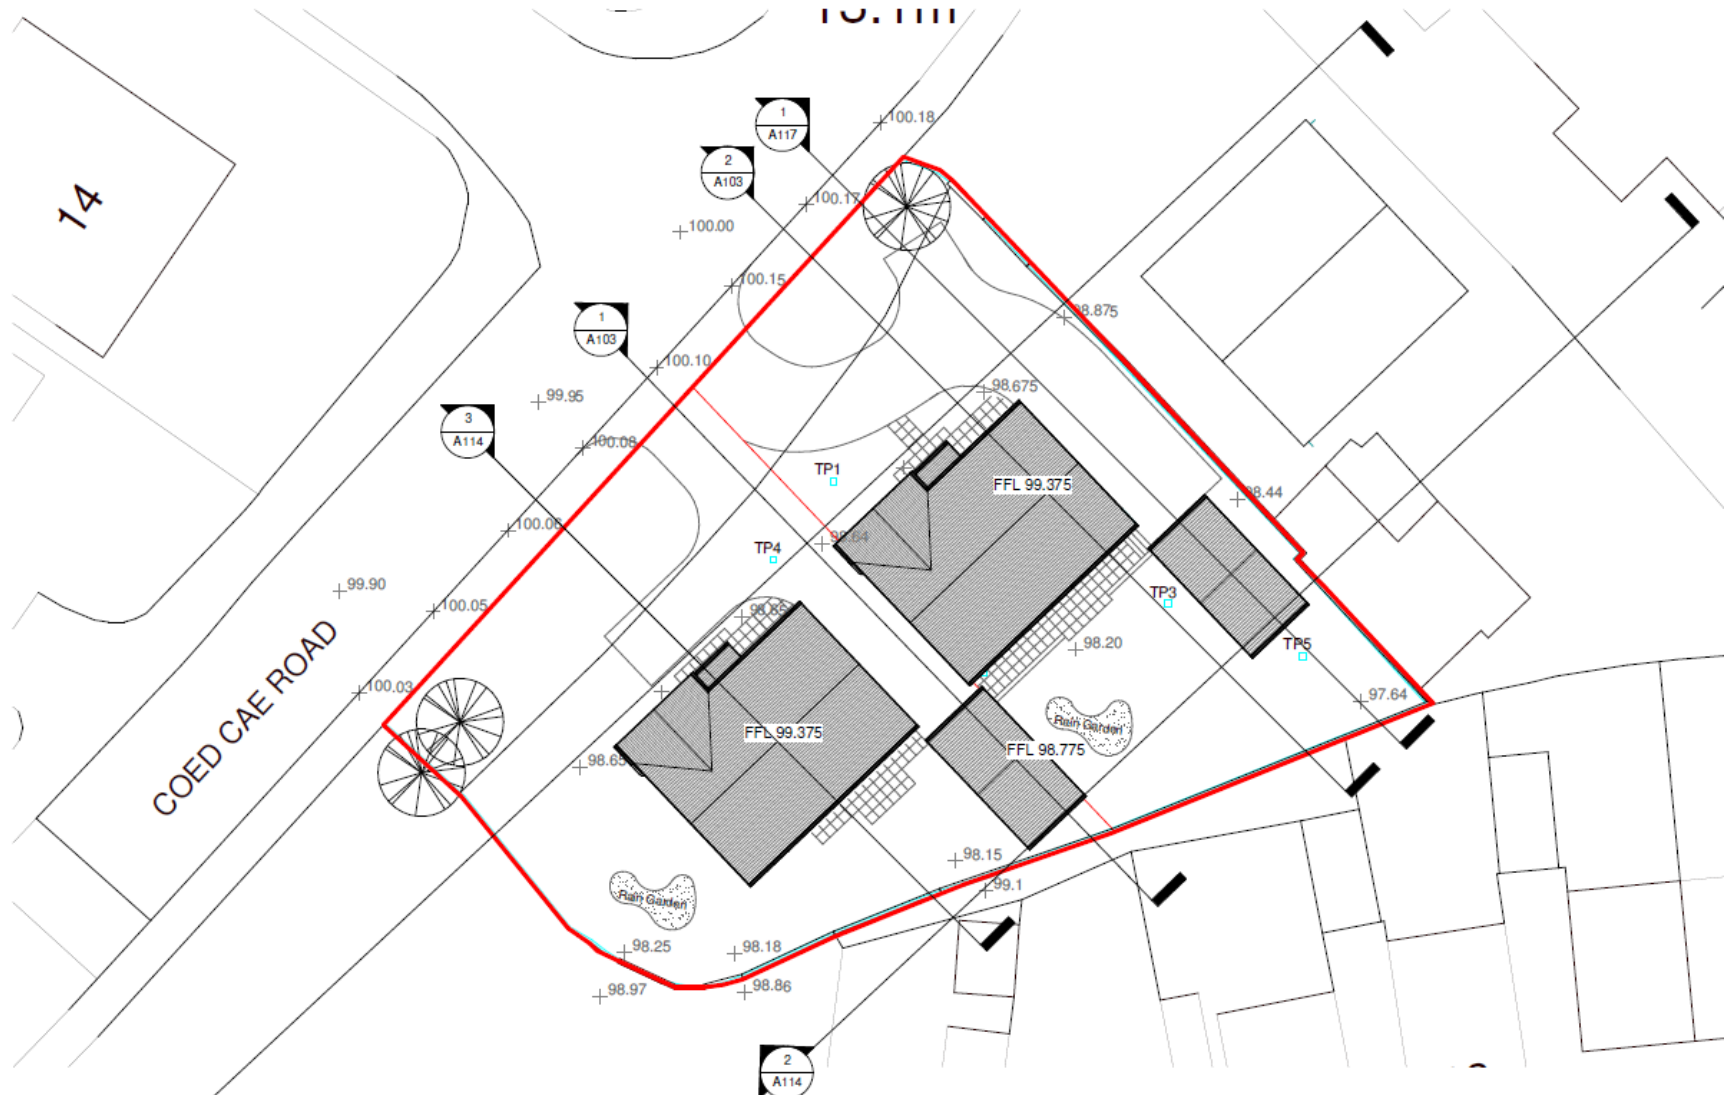 1
A117
100.18
2
A103
14
100.17
100.00
100.15
1
A103
98.875
100.10
98.675
99.95
3
A114
100.08
TP1
FFL 99.375
98.44
100.06
TP4
99.90
TP3
100.05
98.20
TP5
COED CAE ROAD
100.03
97.64
Rain Garden
FFL 99.375
FFL 98.775
98.65
98.15
99.1
Rain Garden
98.25
98.18
98.97
98.86
2
A114